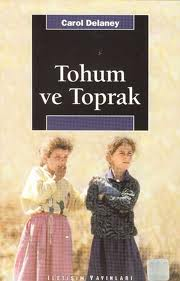 Carol Delaney
Tohum
ve Toprak
İLETİŞİM YAYINLARI